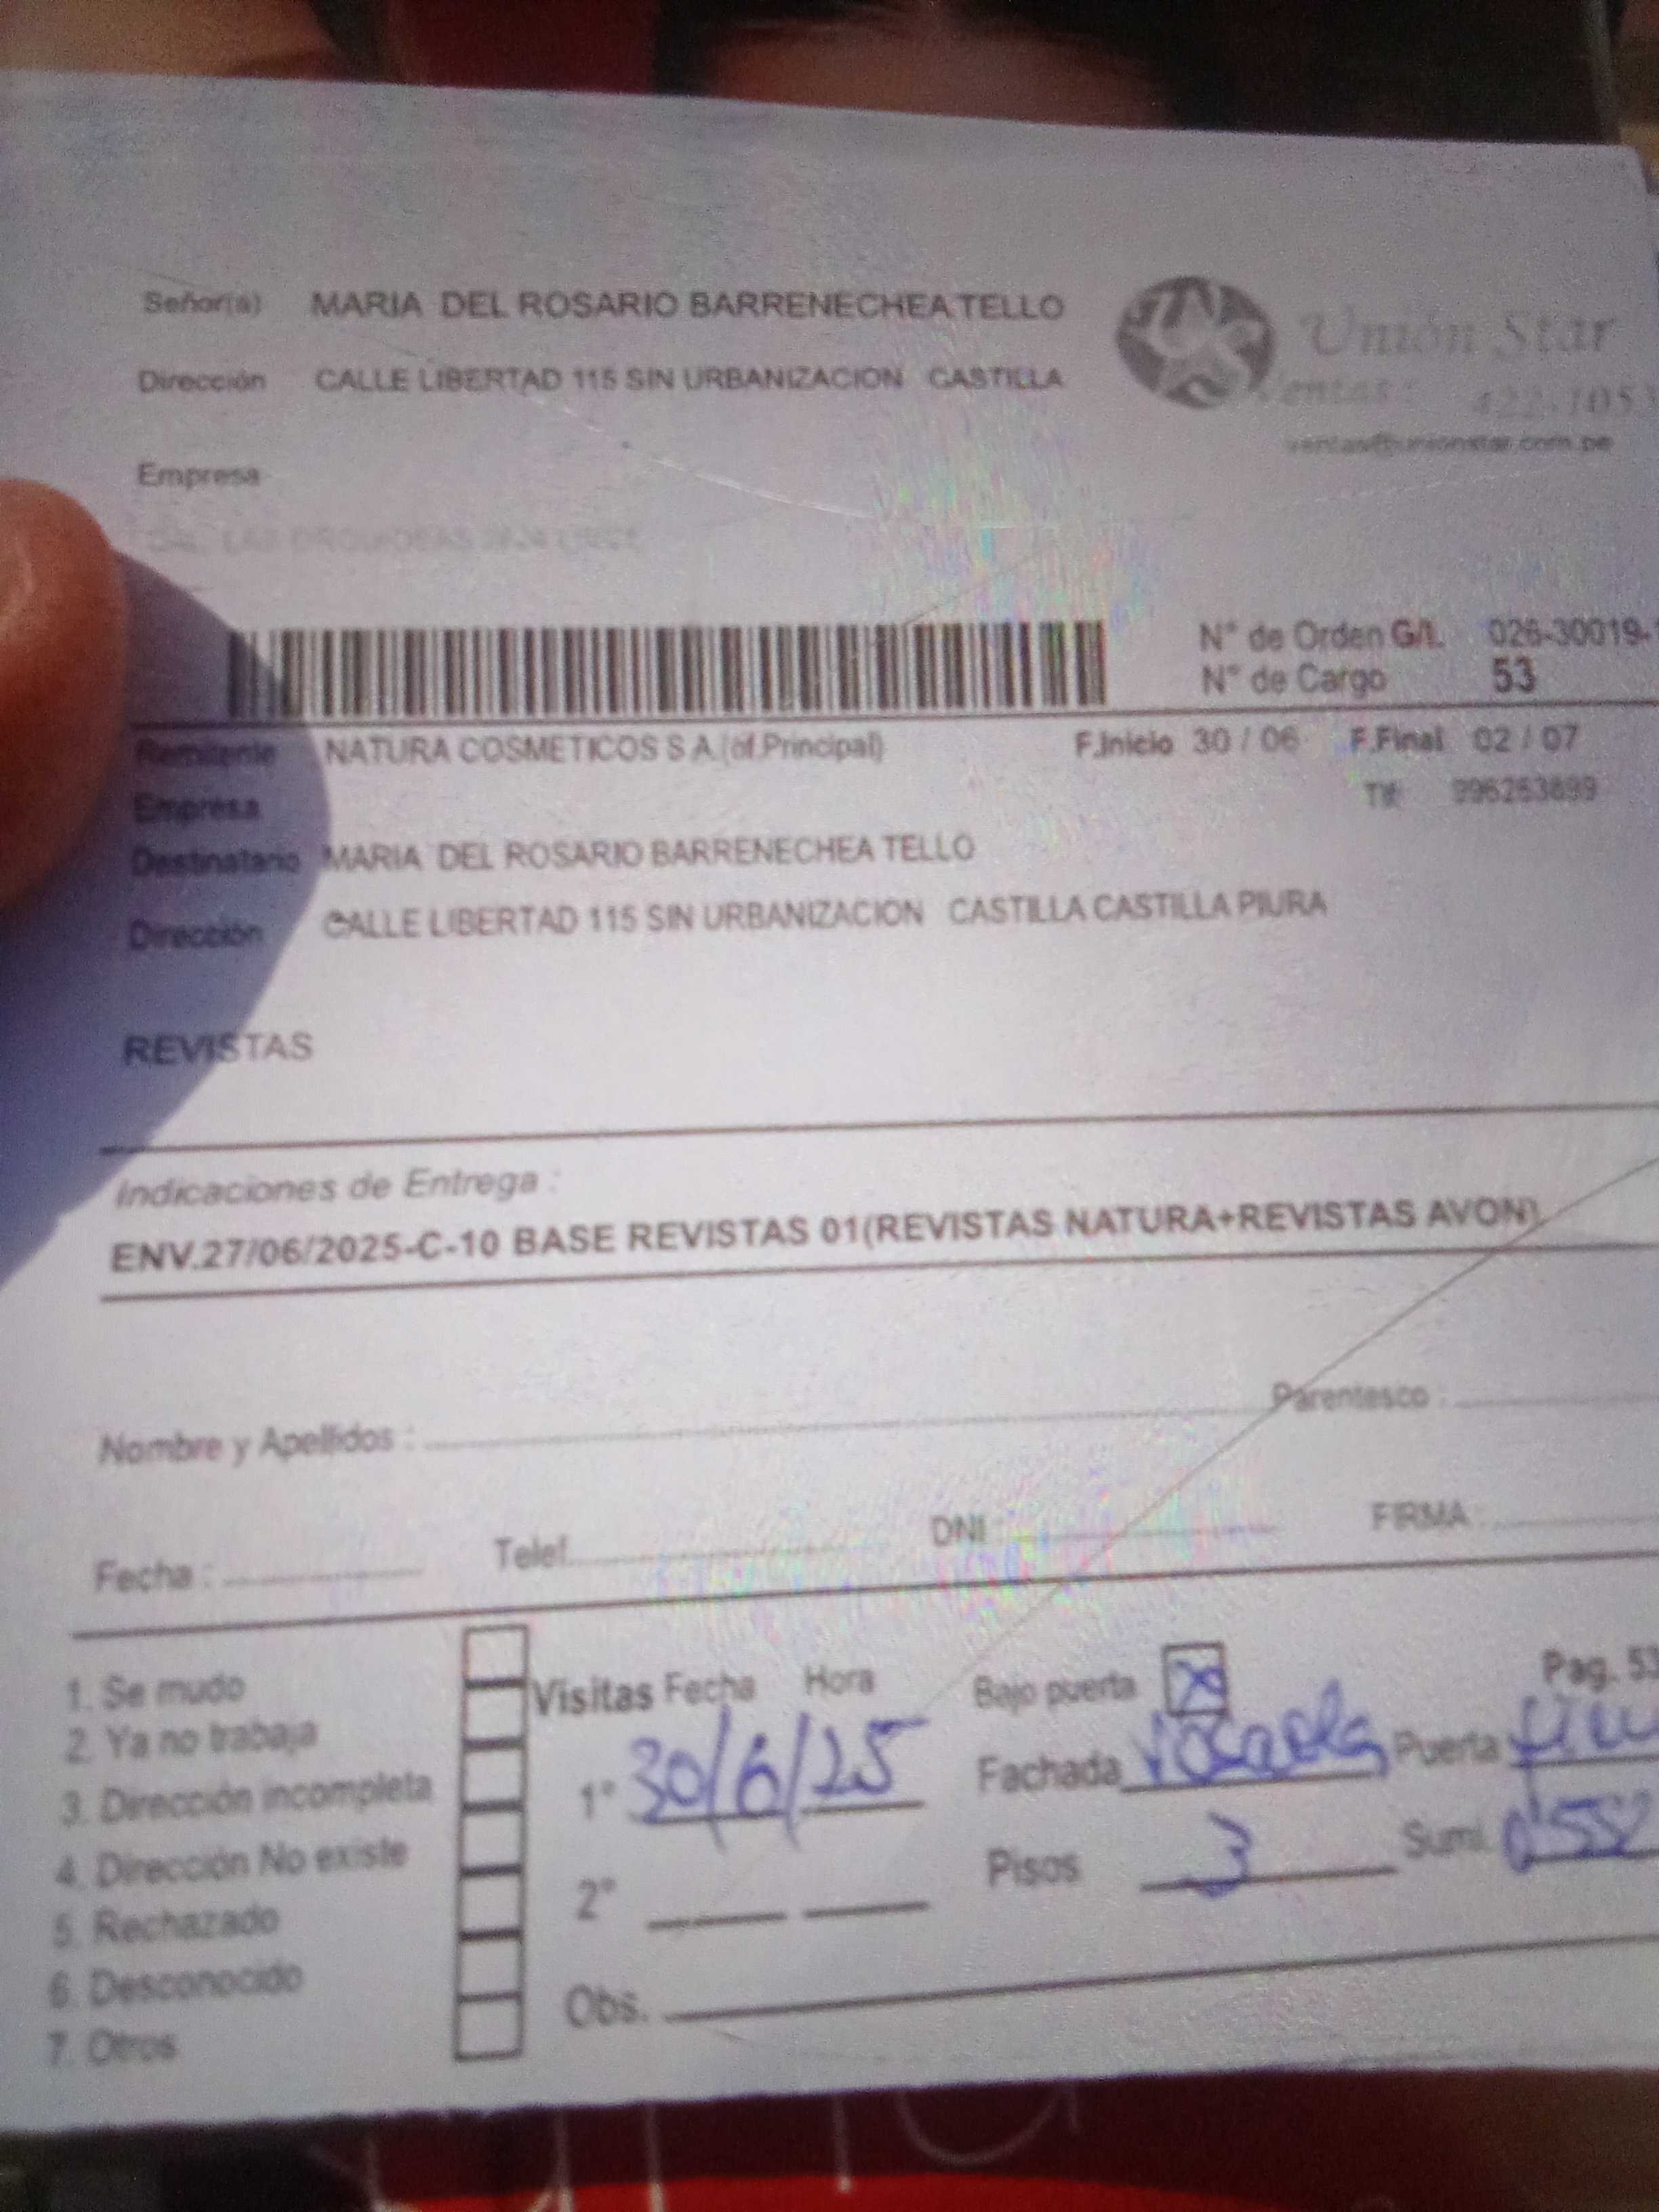 Señor(a) MARIA DEL ROSARIO BARRENECHEA TELLO
Dirección CALLE LIBERTAD 115 SIN URBANIZACION CASTILLA
Unión Star
Ventas: 422-1053
ventas@unionstar.com.pe
Empresa
N° de Orden G/L 026-30019-
N° de Cargo 53
Remitente NATURA COSMETICOS S A.(of.Principal) F.Inicio 30 / 06 F.Final 02 / 07
Empresa Tlf: 996263899
Destinatario MARIA DEL ROSARIO BARRENECHEA TELLO
Dirección CALLE LIBERTAD 115 SIN URBANIZACION CASTILLA CASTILLA PIURA
REVISTAS
Indicaciones de Entrega :
ENV.27/06/2025-C-10 BASE REVISTAS 01(REVISTAS NATURA+REVISTAS AVON)
Nombre y Apellidos : Parentesco :
Fecha : Telef. DNI : FIRMA :
1. Se mudo
2. Ya no trabaja
3. Dirección incompleta
4. Dirección No existe
5. Rechazado
6. Desconocido
7. Otros
Visitas Fecha Hora
1° 30/6/25
2°
Obs.
Bajo puerta X Pag. 53
Fachada Puerta
Pisos 3 Sumi.